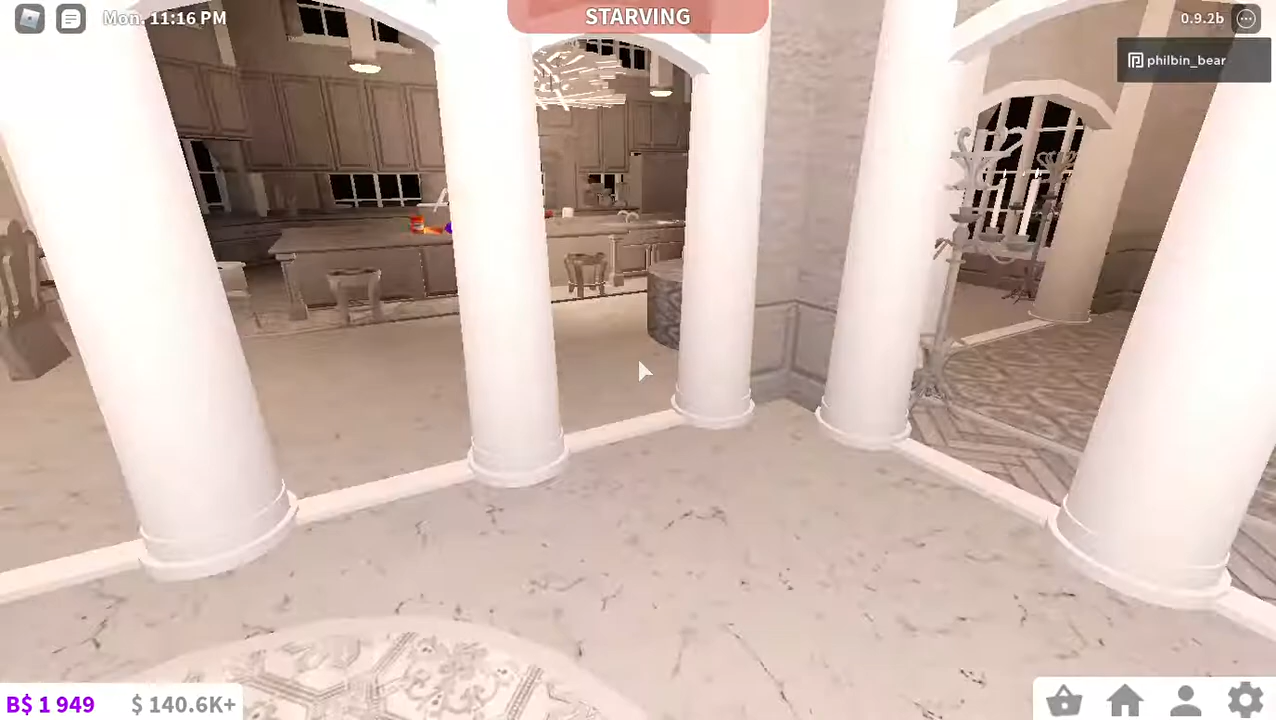 Mon. 11:16 PM
STARVING
0.9.2b
philbin_bear
B$ 1 949
$ 140.6K+